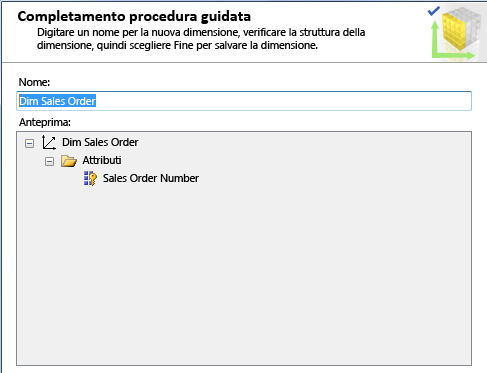 Completamento procedura guidata
Digitare un nome per la nuova dimensione, verificare la struttura della
dimensione, quindi scegliere Fine per salvare la dimensione.
Nome:
Dim Sales Order
Anteprima:
Dim Sales Order
Attributi
Sales Order Number